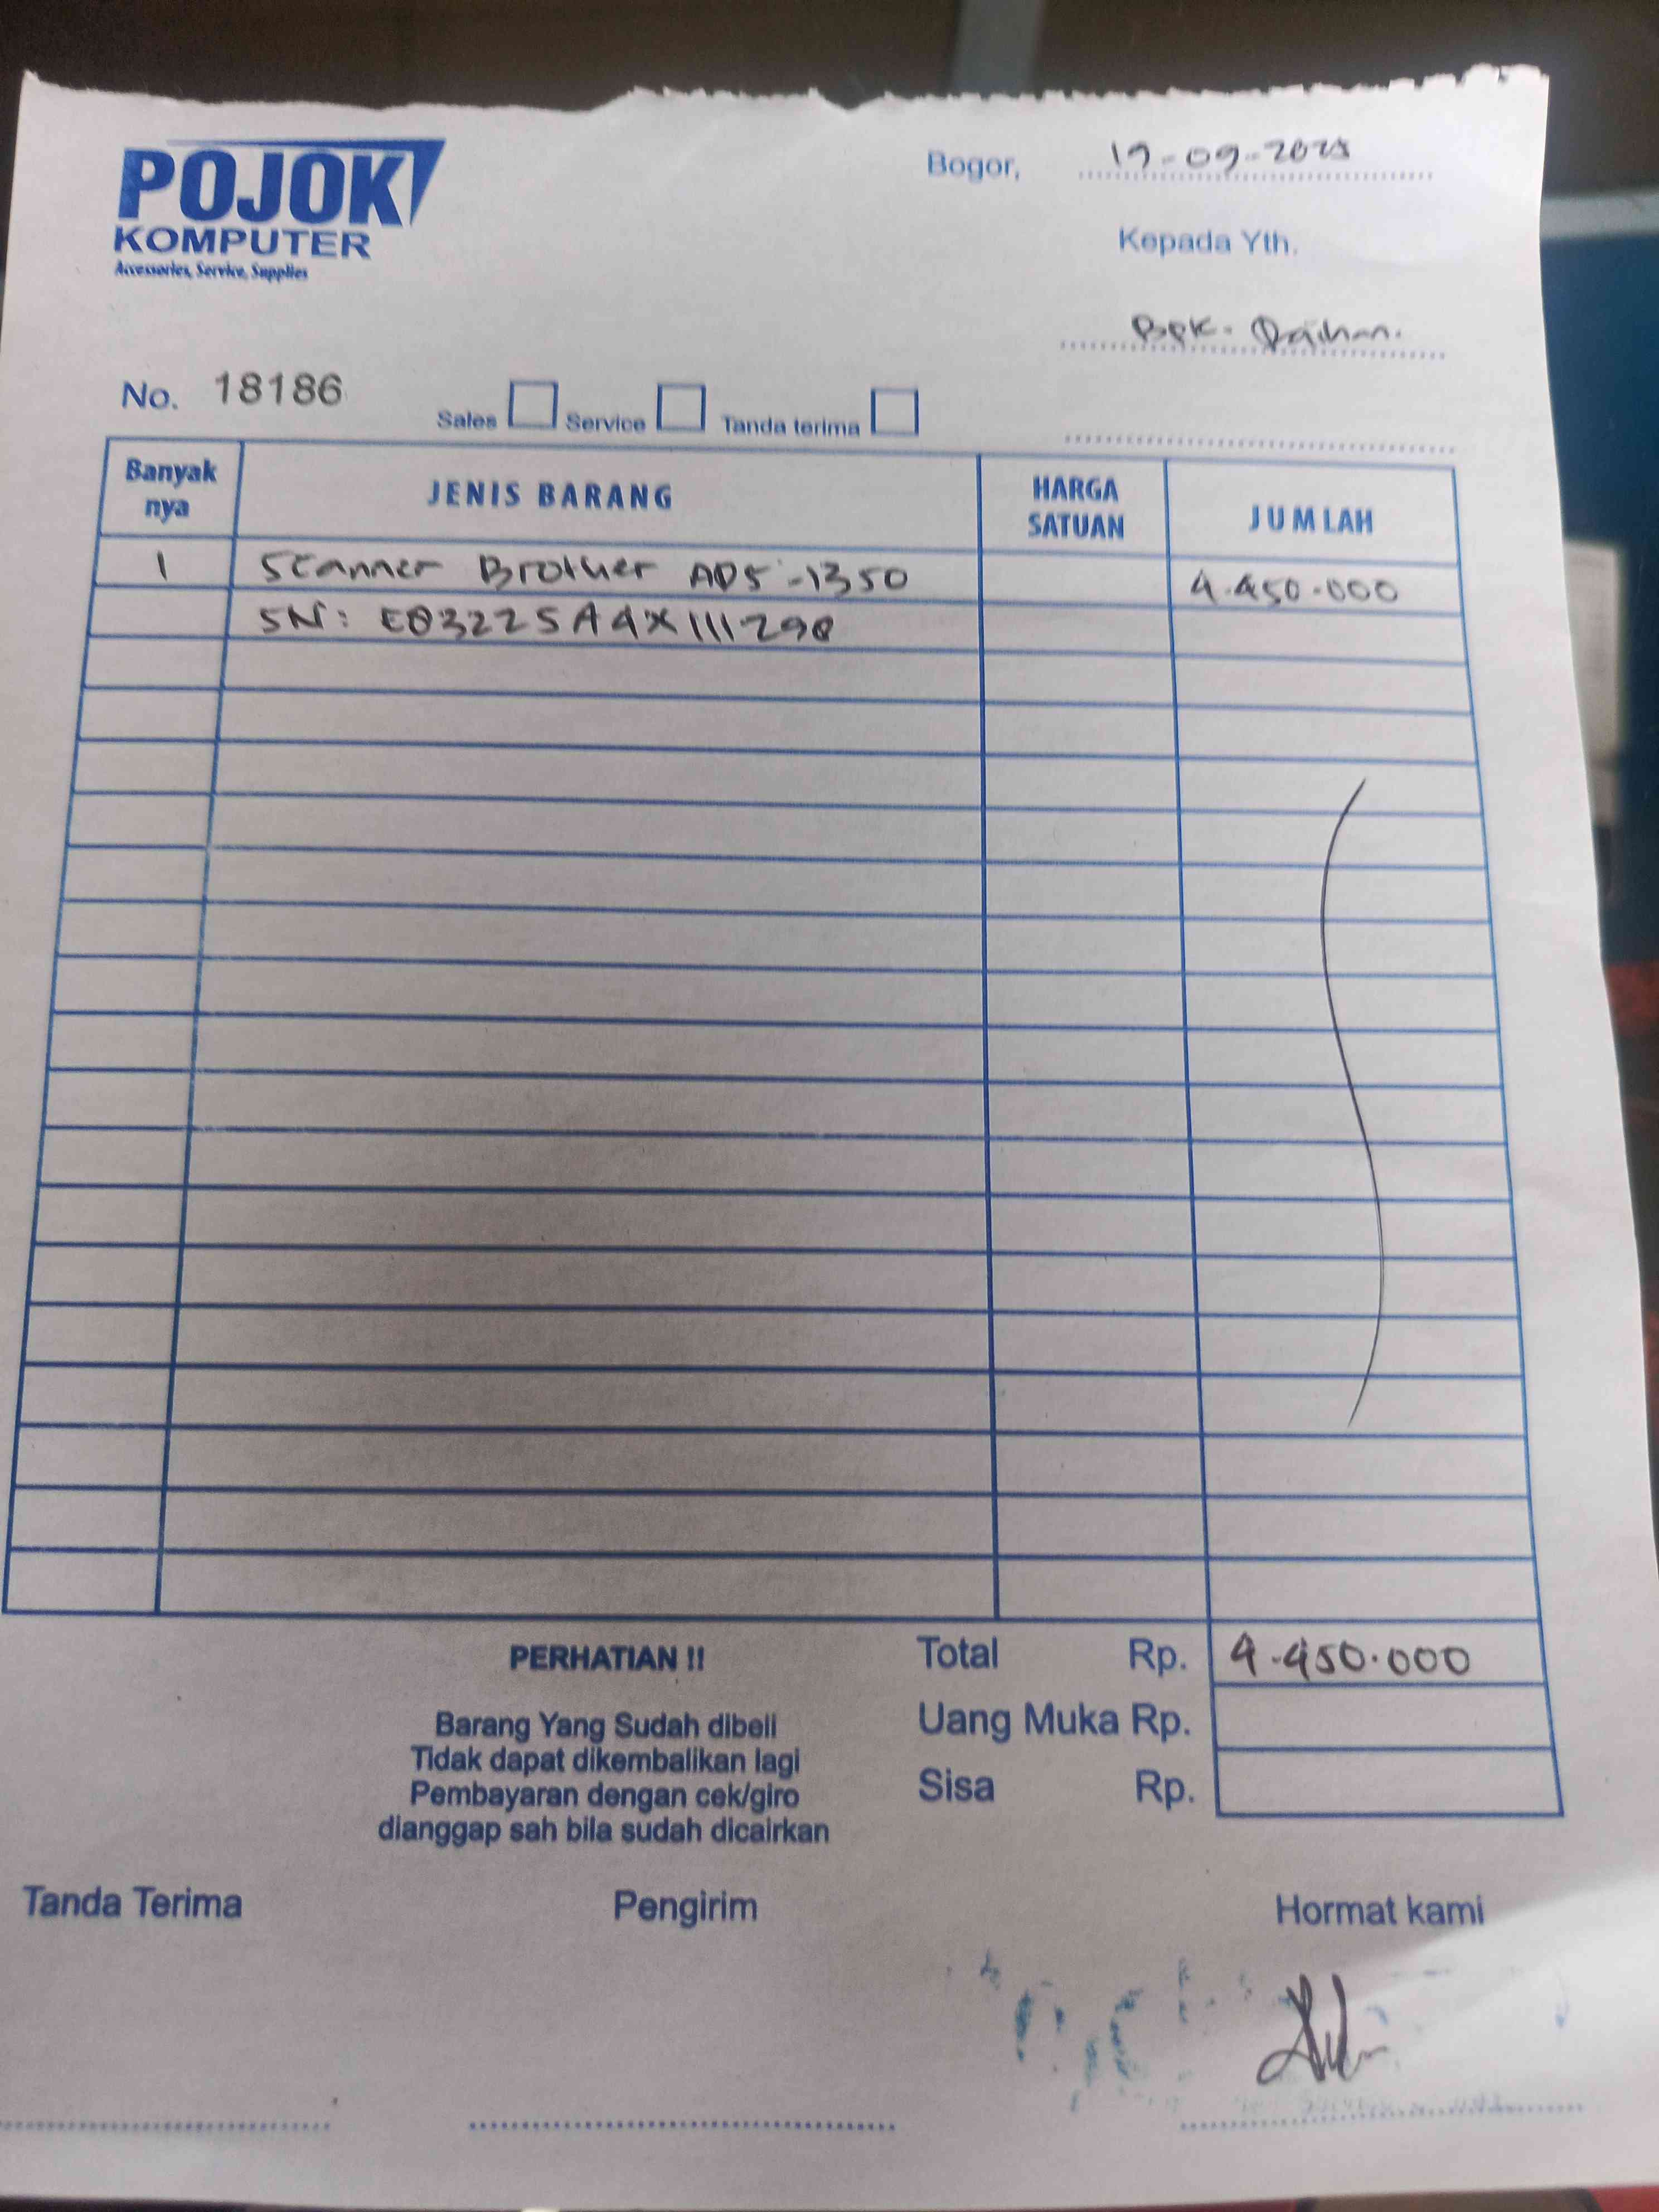 POJOK
KOMPUTER
Accessories, Service, Supplies
Bogor, 19-09-2025
Kepada Yth.
Bpk. Raihan.
No. 18186
Sales Service Tanda terima
Banyak nya JENIS BARANG HARGA SATUAN JUMLAH
1 Scanner Brother ADS-1350 4.450.000
SN: E83225A4X111298
Total Rp. 4.450.000
Uang Muka Rp.
Sisa Rp.
PERHATIAN !!
Barang Yang Sudah dibeli
Tidak dapat dikembalikan lagi
Pembayaran dengan cek/giro
dianggap sah bila sudah dicairkan
Tanda Terima Pengirim Hormat kami